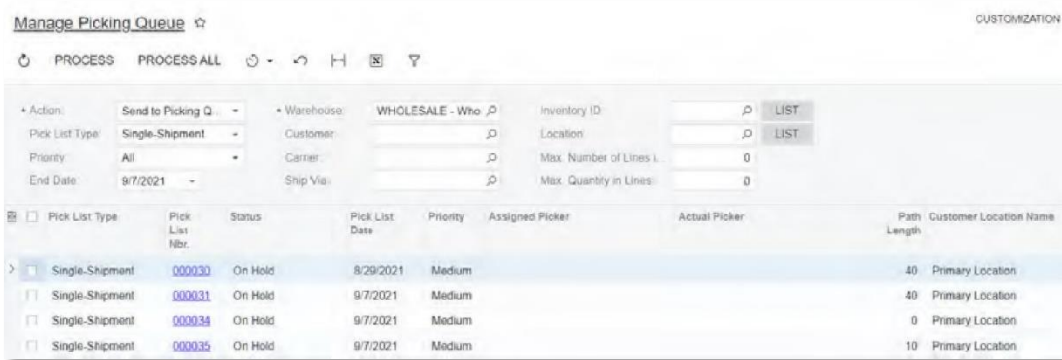 Manage Picking Queue
CUSTOMIZATION
PROCESS PROCESS ALL
* Action: Send to Picking Q * Warehouse: WHOLESALE - Who Inventory ID: LIST
Pick List Type: Single-Shipment Customer: Location: LIST
Priority: All Carrier: Max. Number of Lines i... 0
End Date: 9/7/2021 Ship Via: Max. Quantity in Lines: 0
Pick List Type Pick List Nbr. Status Pick List Date Priority Assigned Picker Actual Picker Path Length Customer Location Name
Single-Shipment 000030 On Hold 8/29/2021 Medium 40 Primary Location
Single-Shipment 000031 On Hold 9/7/2021 Medium 40 Primary Location
Single-Shipment 000034 On Hold 9/7/2021 Medium 0 Primary Location
Single-Shipment 000035 On Hold 9/7/2021 Medium 10 Primary Location